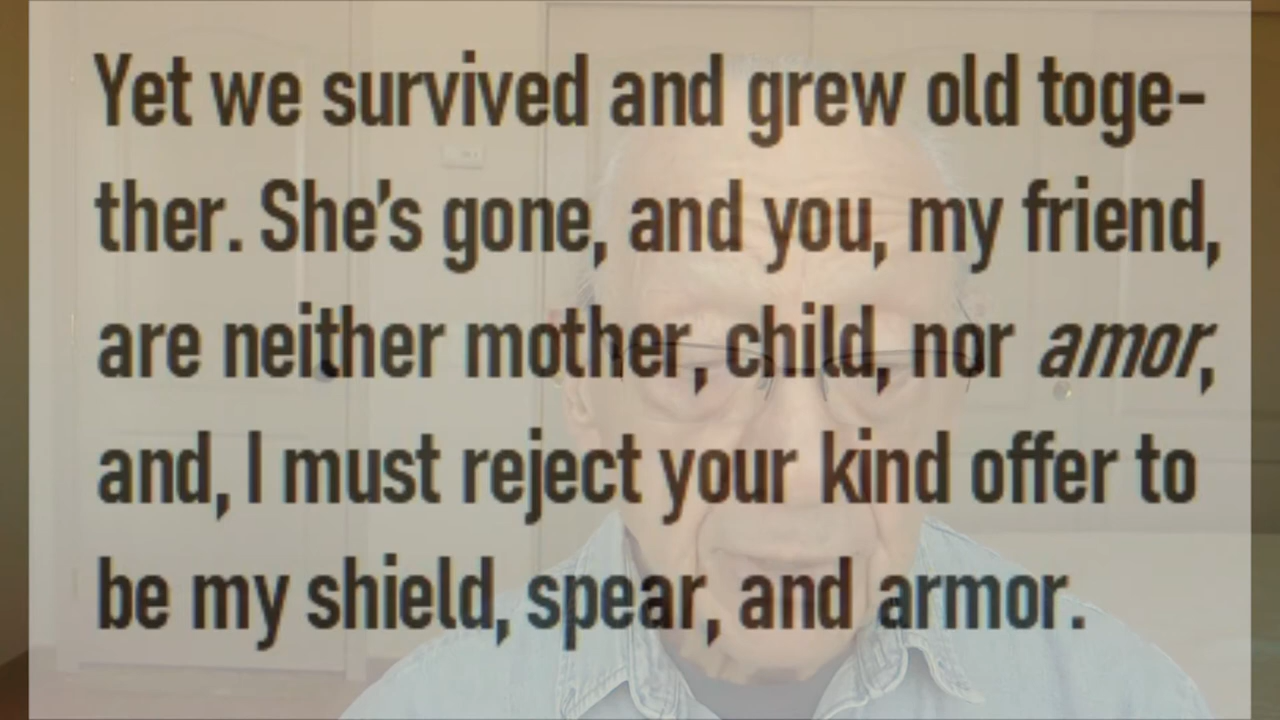 Yet we survived and grew old toge-
ther. She's gone, and you, my friend,
are neither mother, child, nor amor,
and, I must reject your kind offer to
be my shield, spear, and armor.